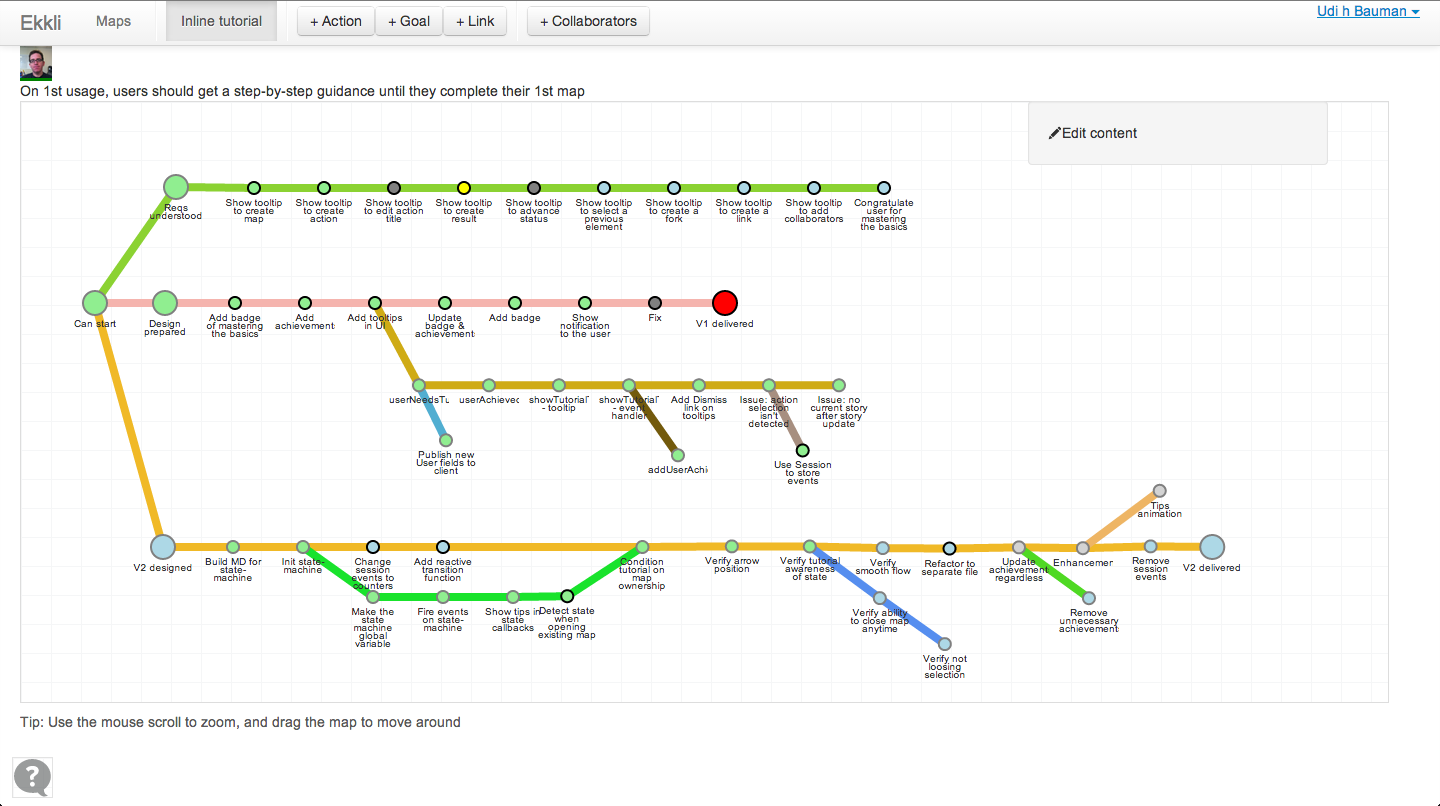 Ekkli Maps Inline tutorial + Action + Goal + Link + Collaborators Udi h Bauman
On 1st usage, users should get a step-by-step guidance until they complete their 1st map
Edit content
Reqs
understood
Show tooltip
to create
map
Show tooltip
to create
action
Show tooltip
to edit action
title
Show tooltip
to create
result
Show tooltip
to advance
status
Show tooltip
to select a
previous
element
Show tooltip
to create a
fork
Show tooltip
to create a
link
Show tooltip
to add
collaborators
Congratulate
user for
mastering
the basics
Can start
Design
prepared
Add badge
of mastering
the basics
Add
achievement
Add tooltips
in UI
Update
badge &
achievement
Add badge
Show
notification
to the user
Fix
V1 delivered
userNeedsTu
userAchieve
showTutorial
- tooltip
showTutorial
- event
handler
Add Dismiss
link on
tooltips
Issue: action
selection
isn't
detected
Issue: no
current story
after story
update
Publish new
User fields to
client
addUserAchi
Use Session
to store
events
Tips
animation
V2 designed
Build MD for
state-
machine
Init state-
machine
Change
session
events to
counters
Add reactive
transition
function
Condition
tutorial on
map
ownership
Verify arrow
position
Verify tutorial
awareness
of state
Verify
smooth flow
Refactor to
separate file
Update
achievement
regardless
Enhancemer
Remove
session
events
V2 delivered
Make the
state
machine
global
variable
Fire events
on state-
machine
Show tips in
state
callbacks
Detect state
when
opening
existing map
Verify ability
to close map
anytime
Remove
unnecessary
achievement
Verify not
loosing
selection
Tip: Use the mouse scroll to zoom, and drag the map to move around
?